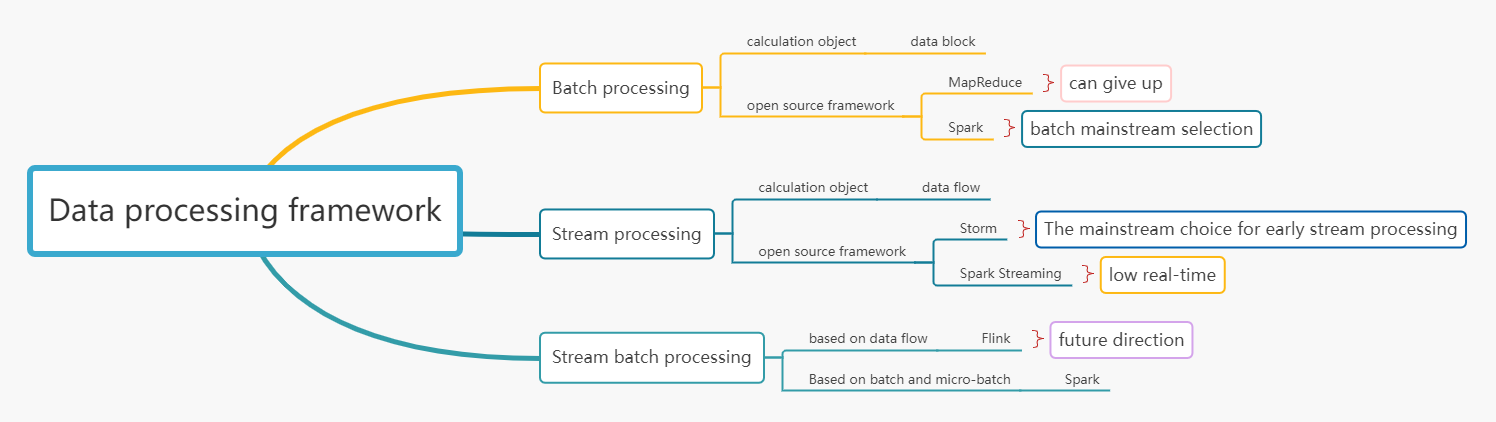 Data processing framework
Batch processing
calculation object
data block
open source framework
MapReduce
can give up
Spark
batch mainstream selection
Stream processing
calculation object
data flow
open source framework
Storm
The mainstream choice for early stream processing
Spark Streaming
low real-time
Stream batch processing
based on data flow
Flink
future direction
Based on batch and micro-batch
Spark